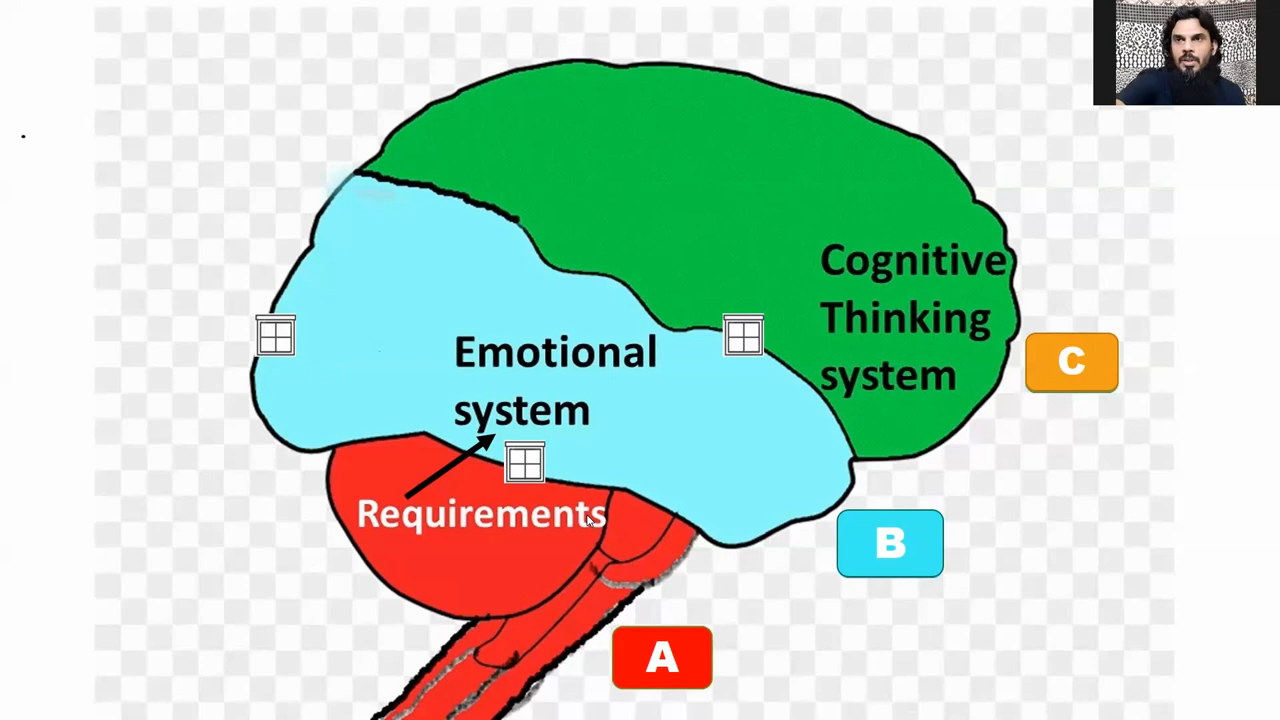 Cognitive
Thinking
system
C
Emotional
system
Requirements
B
A